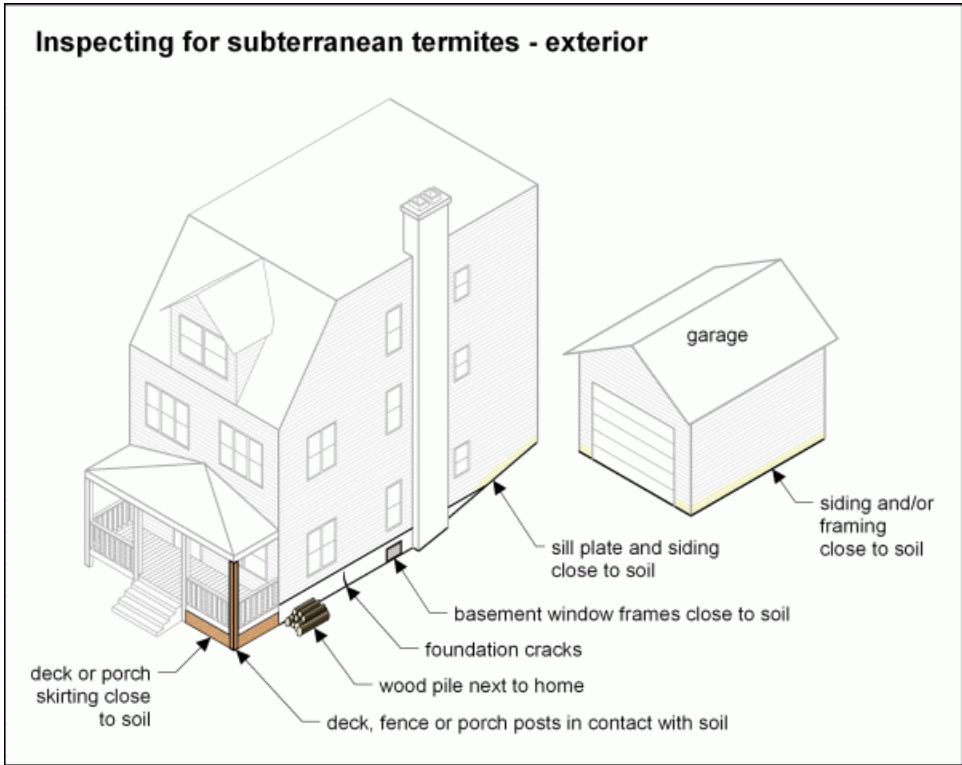 Inspecting for subterranean termites - exterior
garage
siding and/or
framing
close to soil
sill plate and siding
close to soil
basement window frames close to soil
foundation cracks
wood pile next to home
deck or porch
skirting close
to soil
deck, fence or porch posts in contact with soil